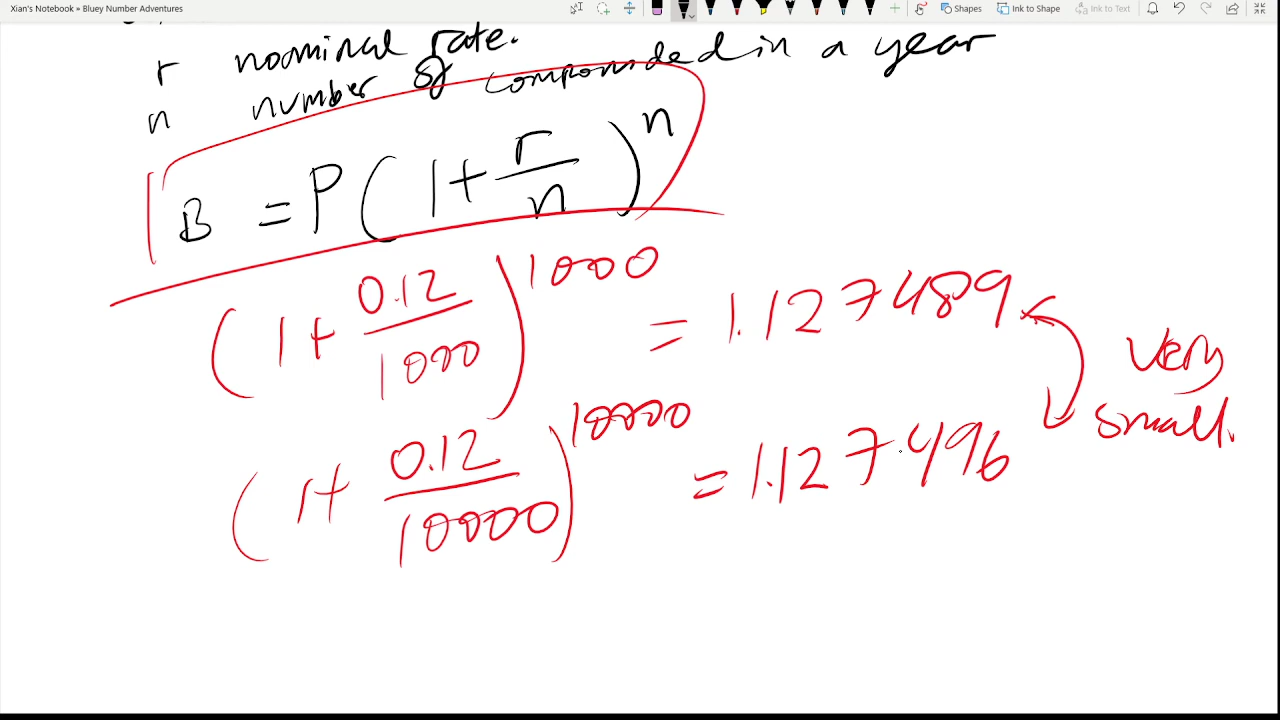 Xian's Notebook » Bluey Number Adventures
Shapes Ink to Shape Ink to Text
r nominal rate.
n number of compounded in a year
B = P(1+r/n)^n
(1+0.12/1000)^1000 = 1.127489
very
small.
(1+0.12/10000)^10000 = 1.127496